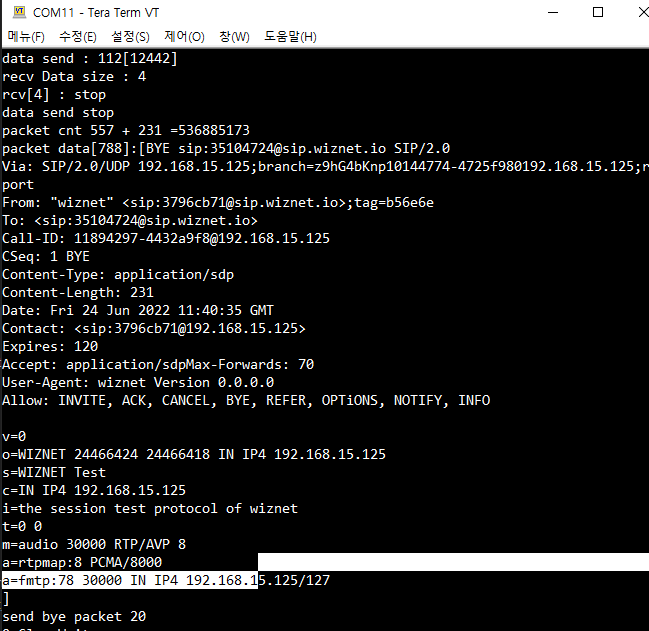 COM11 - Tera Term VT
메뉴(F) 수정(E) 설정(S) 제어(O) 창(W) 도움말(H)
data send : 112[12442]
recv Data size : 4
rcv[4] : stop
data send stop
packet cnt 557 + 231 =536885173
packet data[788]:[BYE sip:35104724@sip.wiznet.io SIP/2.0
Via: SIP/2.0/UDP 192.168.15.125;branch=z9hG4bKnp10144774-4725f980192.168.15.125;r
port
From: "wiznet" <sip:3796cb71@sip.wiznet.io>;tag=b56e6e
To: <sip:35104724@sip.wiznet.io>
Call-ID: 11894297-4432a9f8@192.168.15.125
CSeq: 1 BYE
Content-Type: application/sdp
Content-Length: 231
Date: Fri 24 Jun 2022 11:40:35 GMT
Contact: <sip:3796cb71@192.168.15.125>
Expires: 120
Accept: application/sdpMax-Forwards: 70
User-Agent: wiznet Version 0.0.0.0
Allow: INVITE, ACK, CANCEL, BYE, REFER, OPTiONS, NOTIFY, INFO
v=0
o=WIZNET 24466424 24466418 IN IP4 192.168.15.125
s=WIZNET Test
c=IN IP4 192.168.15.125
i=the session test protocol of wiznet
t=0 0
m=audio 30000 RTP/AVP 8
a=rtpmap:8 PCMA/8000
a=fmtp:78 30000 IN IP4 192.168.15.125/127
]
send bye packet 20